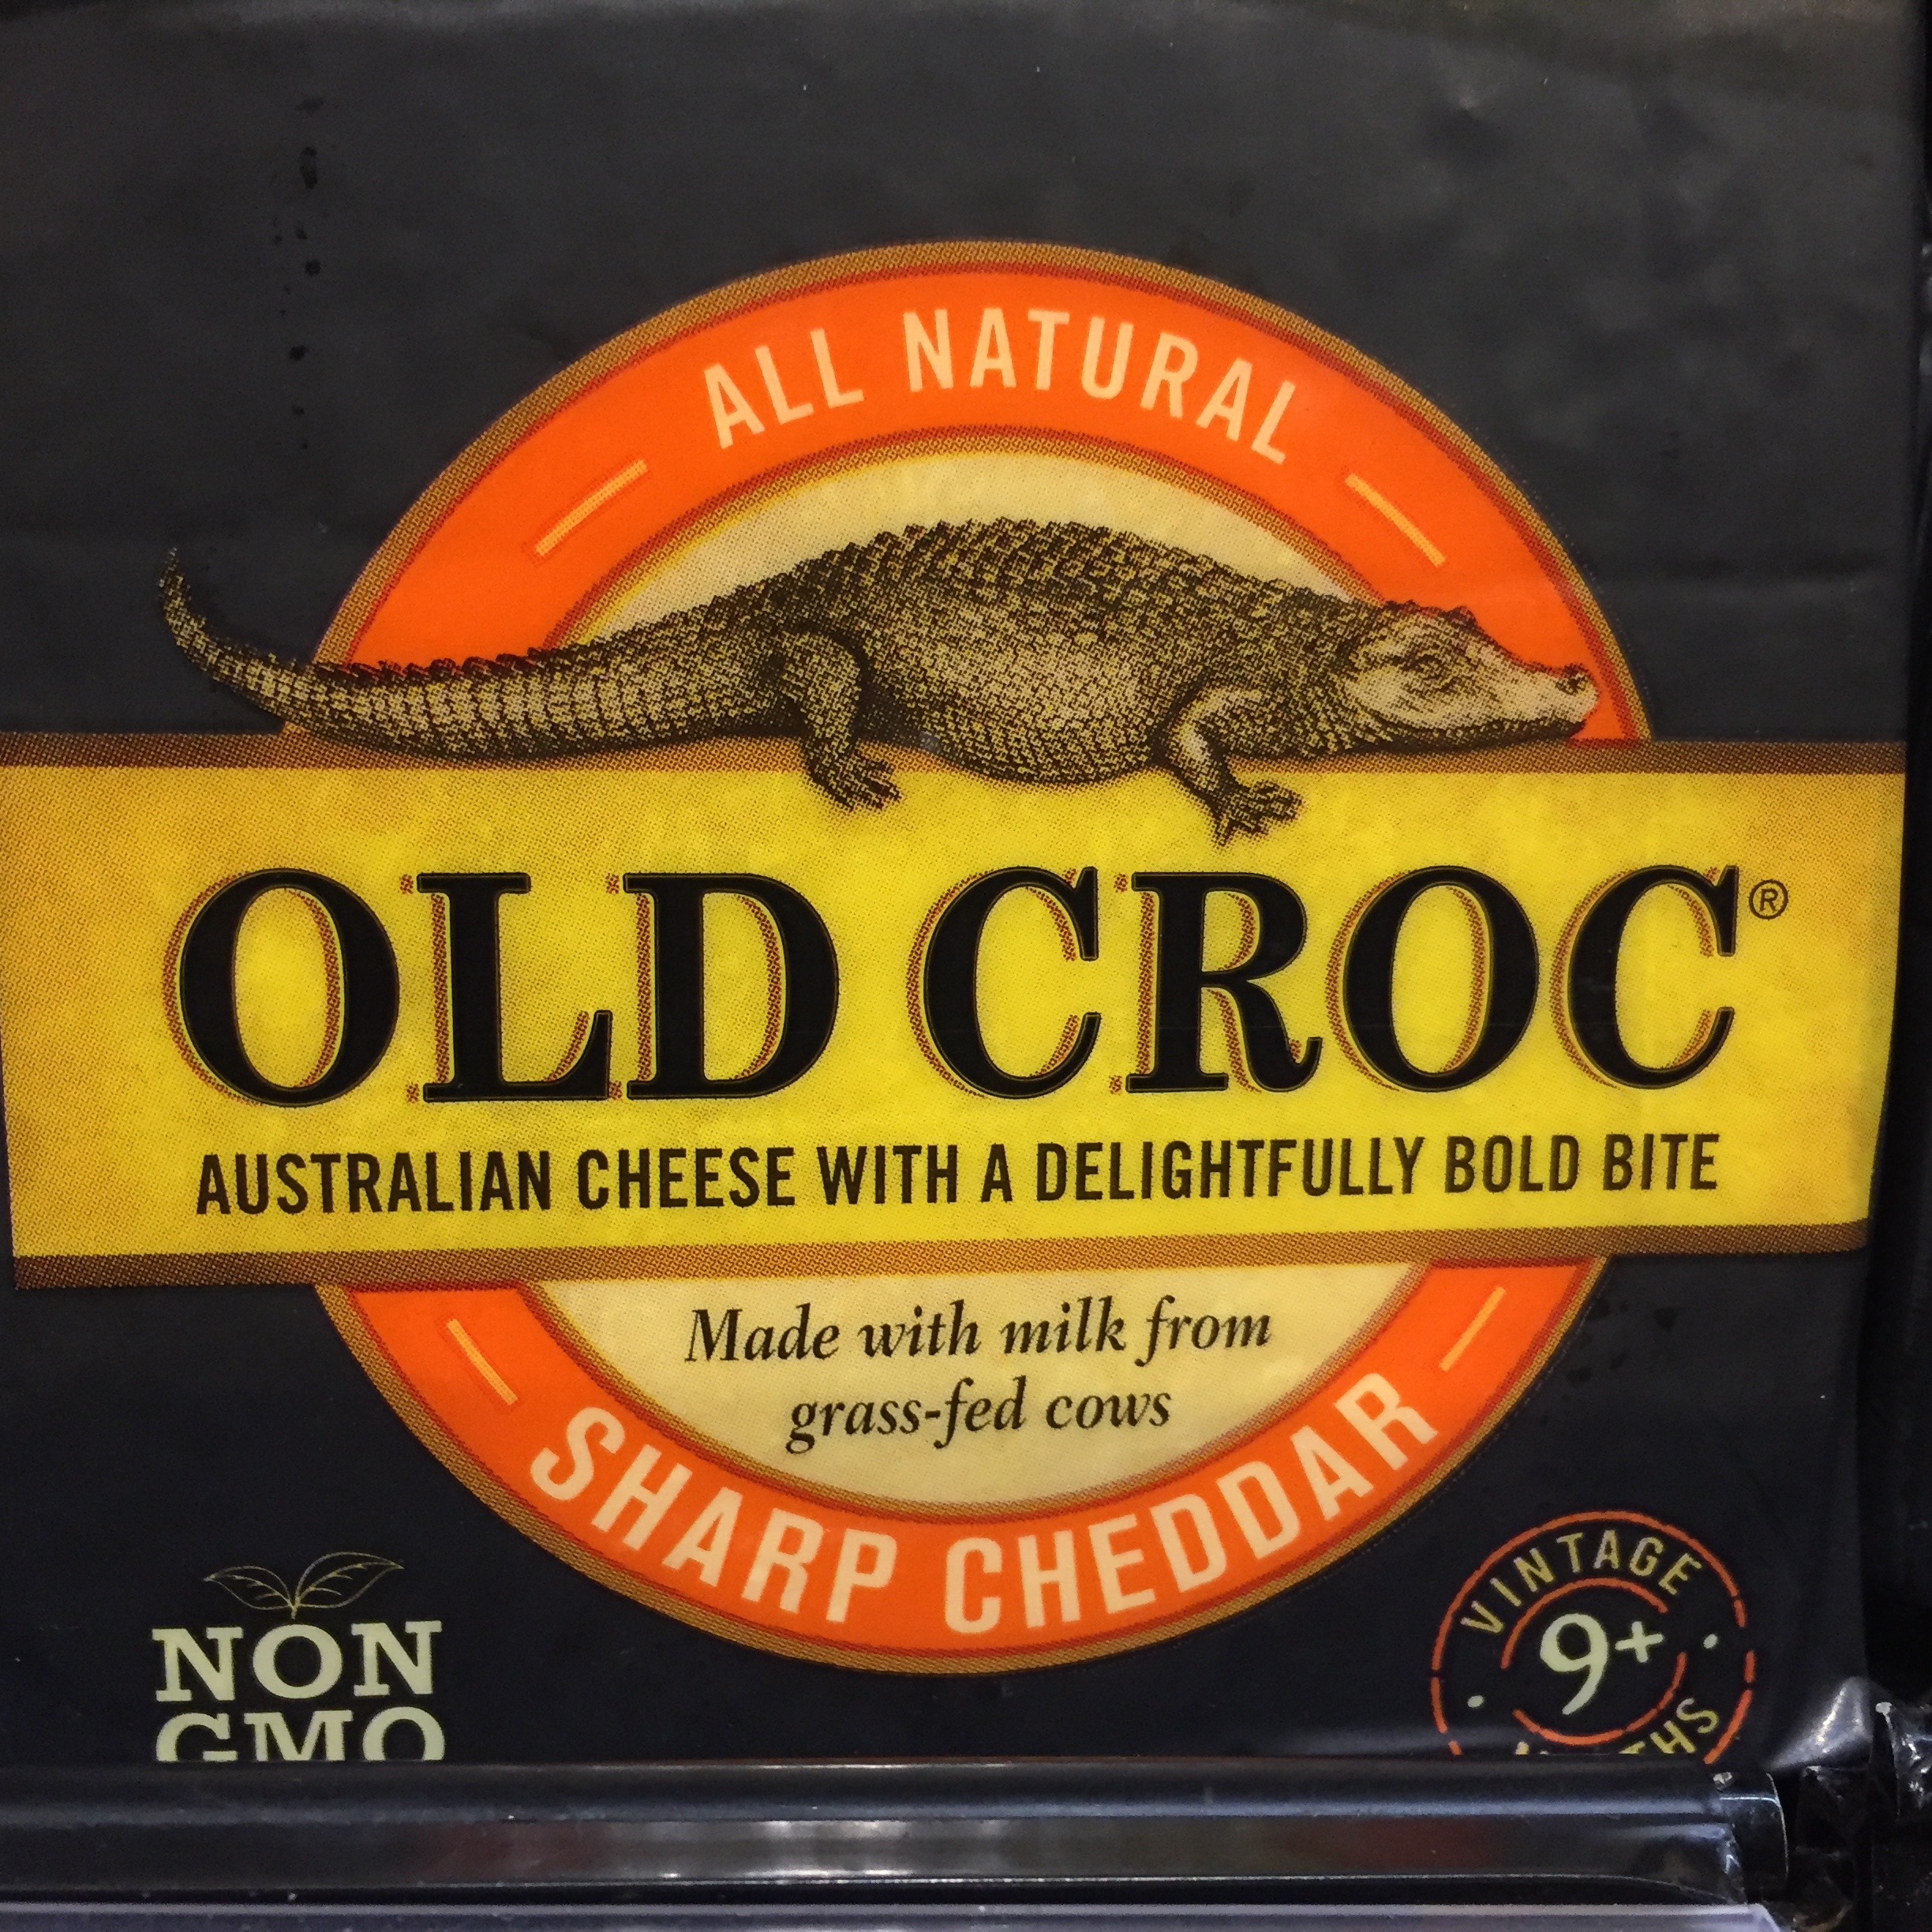 ALL NATURAL
OLD CROC®
AUSTRALIAN CHEESE WITH A DELIGHTFULLY BOLD BITE
Made with milk from
grass-fed cows
SHARP CHEDDAR
NON
GMO
VINTAGE
9+